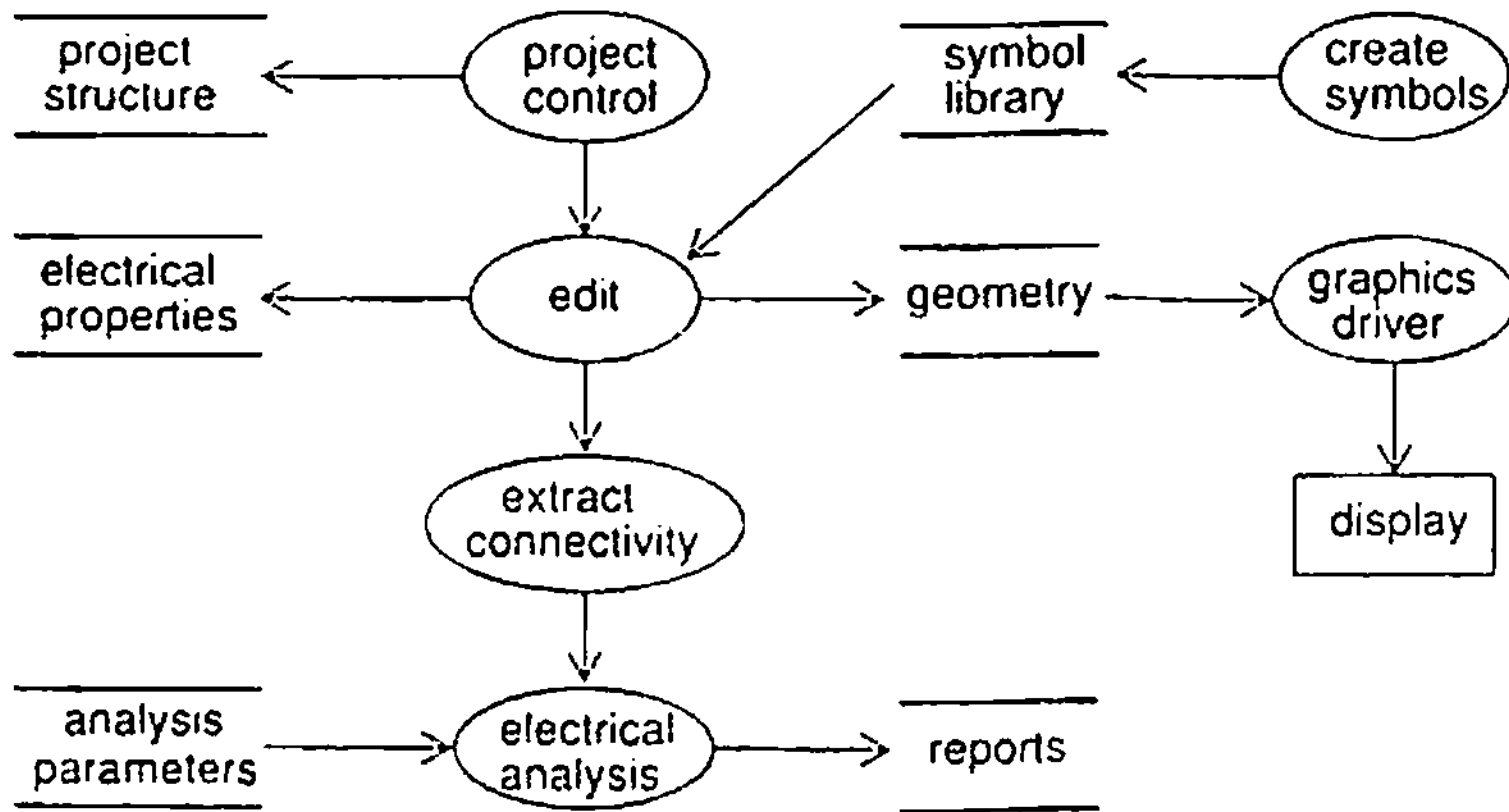 project
structure
project
control
symbol
library
create
symbols
electrical
properties
edit
geometry
graphics
driver
extract
connectivity
display
analysis
parameters
electrical
analysis
reports